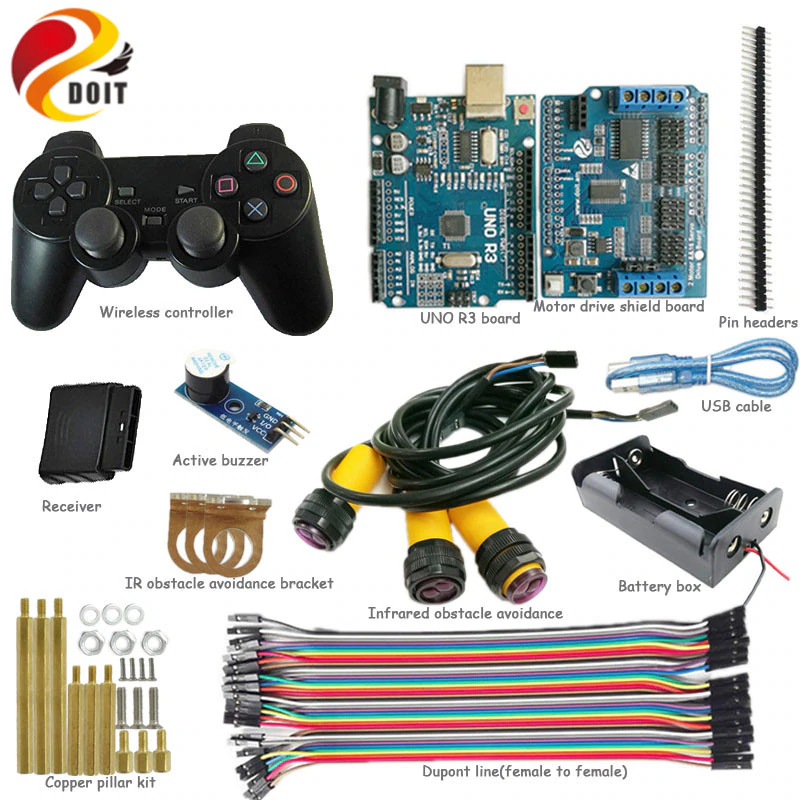 DOIT
SELECT
MODE
START
UNO R3
Wireless controller
UNO R3 board
Motor drive shield board
Pin headers
USB cable
GND
I/O
VCC
Active buzzer
Receiver
IR obstacle avoidance bracket
Infrared obstacle avoidance
Battery box
Copper pillar kit
Dupont line(female to female)